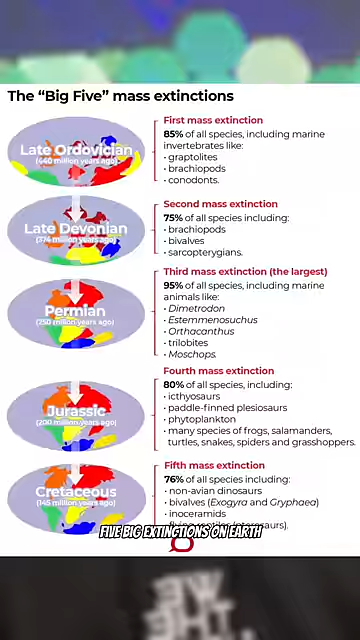 The “Big Five” mass extinctions
First mass extinction
85% of all species, including marine
invertebrates like:
• graptolites
• brachiopods
• conodonts.
Late Ordovician
(440 million years ago)
Second mass extinction
75% of all species including:
• brachiopods
• bivalves
• sarcopterygians.
Late Devonian
(374 million years ago)
Third mass extinction (the largest)
95% of all species, including marine
animals like:
• Dimetrodon
• Estemmenosuchus
• Orthacanthus
• trilobites
• Moschops.
Permian
(250 million years ago)
Fourth mass extinction
80% of all species, including:
• icthyosaurs
• paddle-finned plesiosaurs
• phytoplankton
• many species of frogs, salamanders,
turtles, snakes, spiders and grasshoppers.
Jurassic
(200 million years ago)
Fifth mass extinction
76% of all species including:
• non-avian dinosaurs
• bivalves (Exogyra and Gryphaea)
• inoceramids
Cretaceous
(145 million years ago)
FIVE BIG EXTINCTIONS ON EARTH